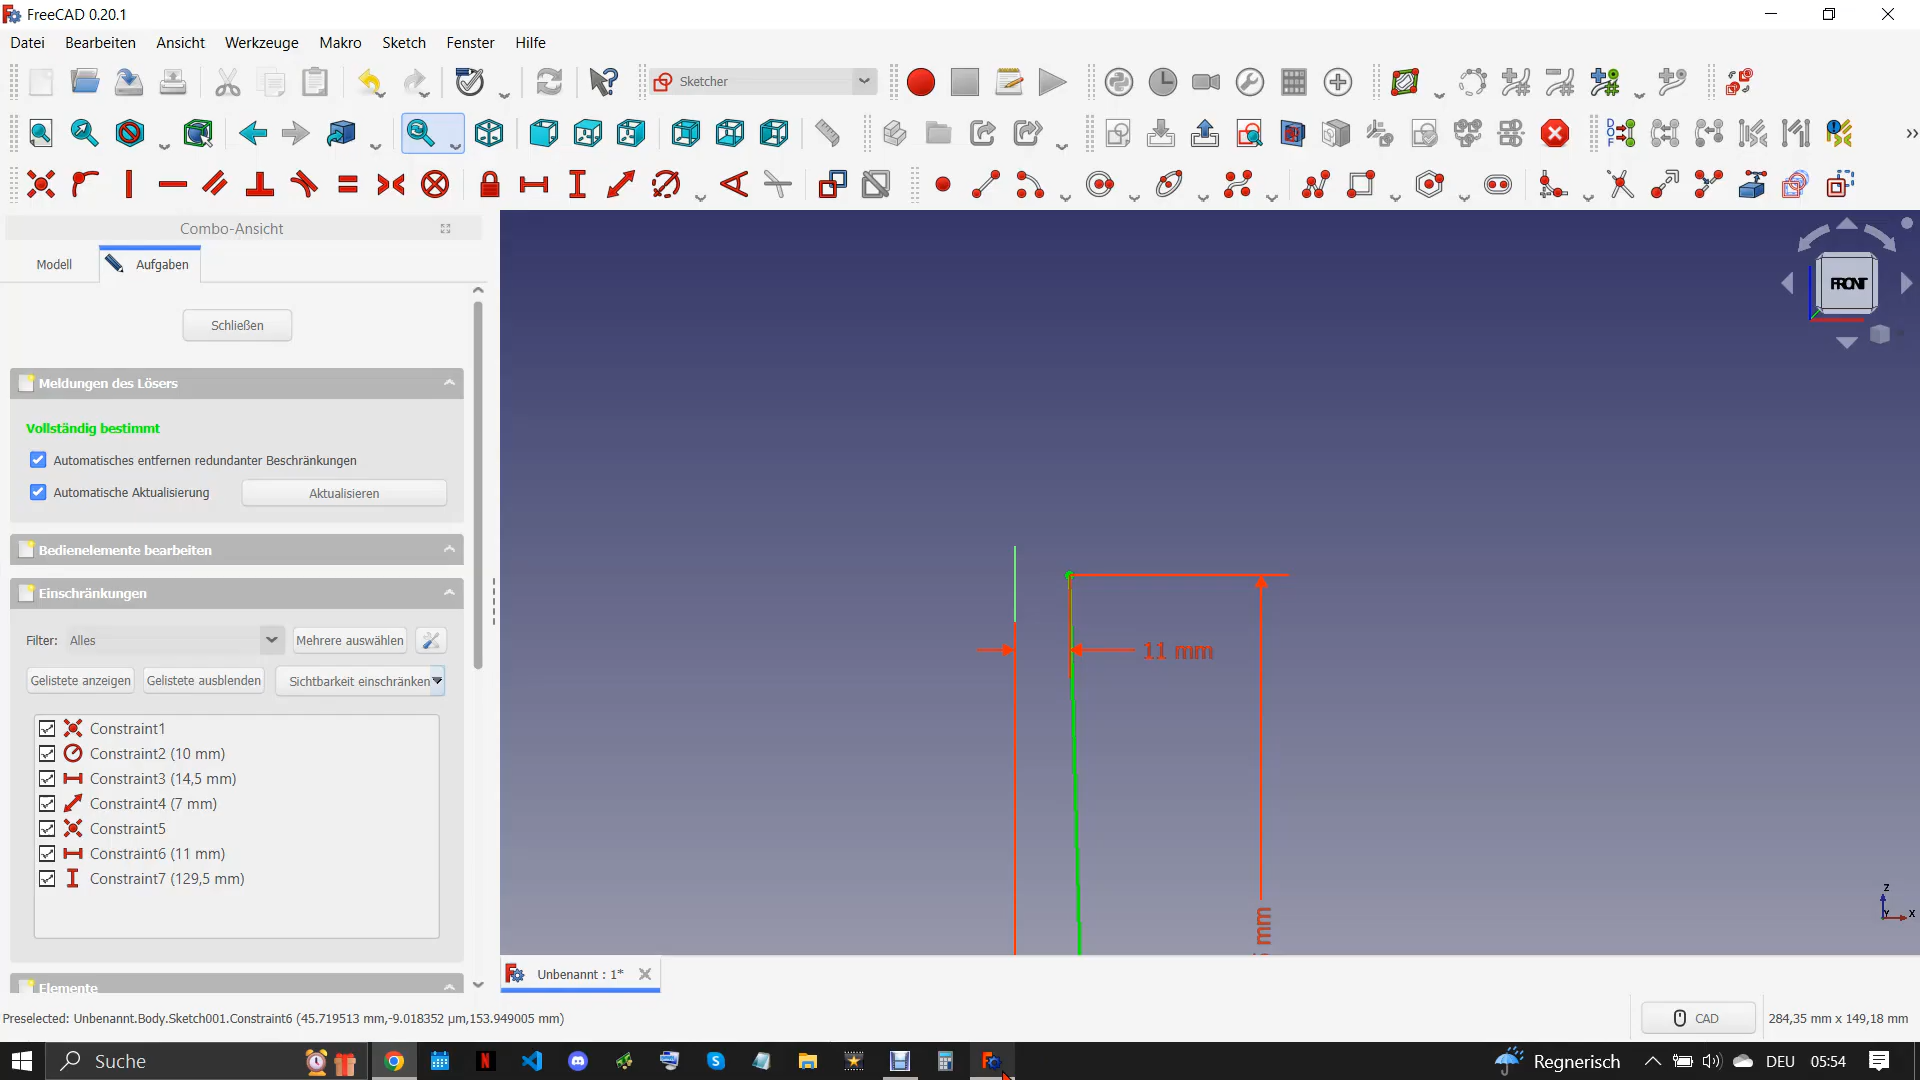 FreeCAD 0.20.1
Datei Bearbeiten Ansicht Werkzeuge Makro Sketch Fenster Hilfe
Sketcher
DOF
Combo-Ansicht
Modell Aufgaben
Schließen
Meldungen des Lösers
Vollständig bestimmt
Automatisches entfernen redundanter Beschränkungen
Automatische Aktualisierung Aktualisieren
Bedienelemente bearbeiten
Einschränkungen
Filter: Alles Mehrere auswählen
Gelistete anzeigen Gelistete ausblenden Sichtbarkeit einschränken
Constraint1
Constraint2 (10 mm)
Constraint3 (14,5 mm)
Constraint4 (7 mm)
Constraint5
Constraint6 (11 mm)
Constraint7 (129,5 mm)
Elemente
FRONT
11 mm
mm
Z
Y X
Unbenannt : 1*
Preselected: Unbenannt.Body.Sketch001.Constraint6 (45.719513 mm,-9.018352 µm,153.949005 mm)
CAD 284,35 mm x 149,18 mm
Suche Regnerisch DEU 05:54